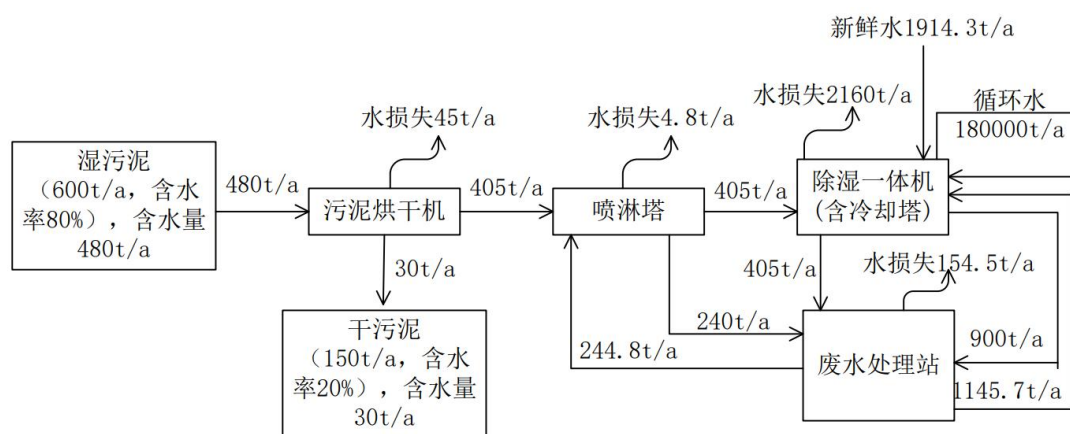 新鲜水1914.3t/a
水损失45t/a
水损失4.8t/a
水损失2160t/a
循环水
180000t/a
湿污泥
（600t/a，含水
率80%），含水量
480t/a
480t/a
污泥烘干机
405t/a
喷淋塔
405t/a
除湿一体机
(含冷却塔)
30t/a
405t/a
水损失154.5t/a
干污泥
（150t/a，含水
率20%），含水量
30t/a
240t/a
244.8t/a
废水处理站
900t/a
1145.7t/a